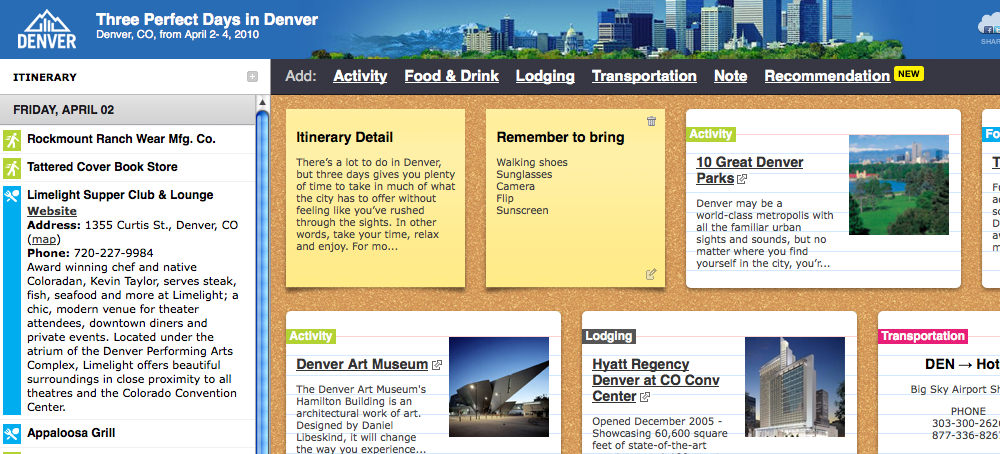 DENVER
Three Perfect Days in Denver
Denver, CO, from April 2- 4, 2010
SHAR
ITINERARY
Add: Activity Food & Drink Lodging Transportation Note Recommendation NEW
FRIDAY, APRIL 02
Rockmount Ranch Wear Mfg. Co.
Tattered Cover Book Store
Limelight Supper Club & Lounge
Website
Address: 1355 Curtis St., Denver, CO
(map)
Phone: 720-227-9984
Award winning chef and native
Coloradan, Kevin Taylor, serves steak,
fish, seafood and more at Limelight; a
chic, modern venue for theater
attendees, downtown diners and
private events. Located under the
atrium of the Denver Performing Arts
Complex, Limelight offers beautiful
surroundings in close proximity to all
theatres and the Colorado Convention
Center.
Appaloosa Grill
Itinerary Detail
There's a lot to do in Denver,
but three days gives you plenty
of time to take in much of what
the city has to offer without
feeling like you've rushed
through the sights. In other
words, take your time, relax
and enjoy. For mo...
Remember to bring
Walking shoes
Sunglasses
Camera
Flip
Sunscreen
Activity
10 Great Denver
Parks
Denver may be a
world-class metropolis with
all the familiar urban
sights and sounds, but no
matter where you find
yourself in the city, you'r...
Fo
Activity
Denver Art Museum
The Denver Art Museum's
Hamilton Building is an
architectural work of art.
Designed by Daniel
Libeskind, it will change
the way you experience...
Lodging
Hyatt Regency
Denver at CO Conv
Center
Opened December 2005 -
Showcasing 60,600 square
feet of state-of-the-art
Transportation
DEN → Hot
Big Sky Airport Sh
PHONE
303-300-262
877-336-826